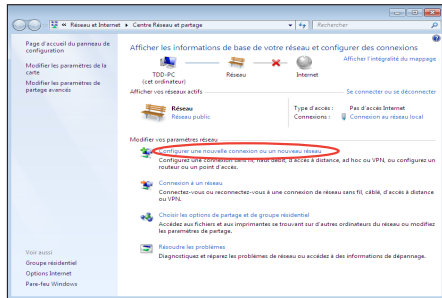 Réseau et Internet ▸ Centre Réseau et partage
Rechercher
Page d'accueil du panneau de configuration
Modifier les paramètres de la carte
Modifier les paramètres de partage avancés
Voir aussi
Groupe résidentiel
Options Internet
Pare-feu Windows
Afficher les informations de base de votre réseau et configurer des connexions
Afficher l'intégralité du mappage
TDD-PC
(cet ordinateur)
Réseau
Internet
Afficher vos réseaux actifs
Se connecter ou se déconnecter
Réseau
Réseau public
Type d'accès : Pas d'accès Internet
Connexions : Connexion au réseau local
Modifier vos paramètres réseau
Configurer une nouvelle connexion ou un nouveau réseau
Configurez une connexion sans fil, haut débit, d'accès à distance, ad hoc ou VPN, ou configurez un
routeur ou un point d'accès.
Connexion à un réseau
Connectez-vous ou reconnectez-vous à une connexion de réseau sans fil, câblé, d'accès à distance
ou VPN.
Choisir les options de partage et de groupe résidentiel
Accédez aux fichiers et aux imprimantes se trouvant sur d'autres ordinateurs du réseau ou modifiez
les paramètres de partage.
Résoudre les problèmes
Diagnostiquez et réparez les problèmes de réseau ou accédez à des informations de dépannage.